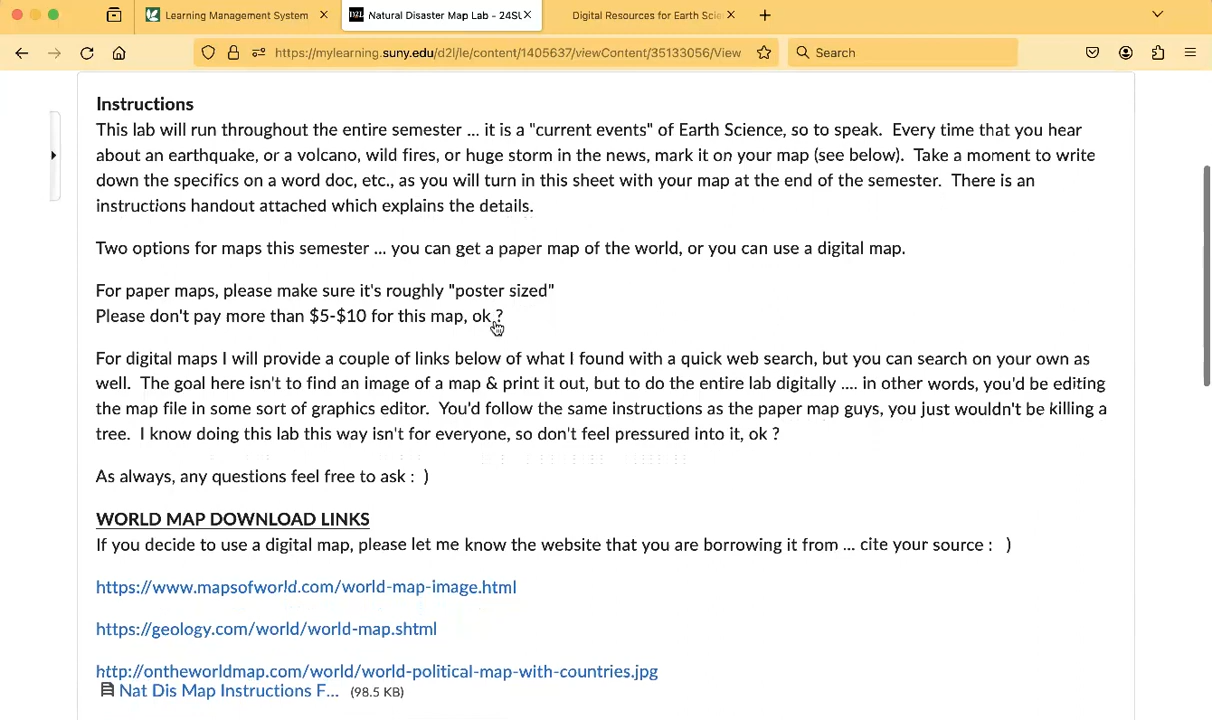 Learning Management System
Natural Disaster Map Lab - 24SU
Digital Resources for Earth Scie
https://mylearning.suny.edu/d2l/le/content/1405637/viewContent/35133056/View
Search
Instructions
This lab will run throughout the entire semester ... it is a "current events" of Earth Science, so to speak. Every time that you hear
about an earthquake, or a volcano, wild fires, or huge storm in the news, mark it on your map (see below). Take a moment to write
down the specifics on a word doc, etc., as you will turn in this sheet with your map at the end of the semester. There is an
instructions handout attached which explains the details.
Two options for maps this semester ... you can get a paper map of the world, or you can use a digital map.
For paper maps, please make sure it's roughly "poster sized"
Please don't pay more than $5-$10 for this map, ok ?
For digital maps I will provide a couple of links below of what I found with a quick web search, but you can search on your own as
well. The goal here isn't to find an image of a map & print it out, but to do the entire lab digitally .... in other words, you'd be editing
the map file in some sort of graphics editor. You'd follow the same instructions as the paper map guys, you just wouldn't be killing a
tree. I know doing this lab this way isn't for everyone, so don't feel pressured into it, ok ?
As always, any questions feel free to ask : )
WORLD MAP DOWNLOAD LINKS
If you decide to use a digital map, please let me know the website that you are borrowing it from ... cite your source : )
https://www.mapsofworld.com/world-map-image.html
https://geology.com/world/world-map.shtml
http://ontheworldmap.com/world/world-political-map-with-countries.jpg
Nat Dis Map Instructions F... (98.5 KB)